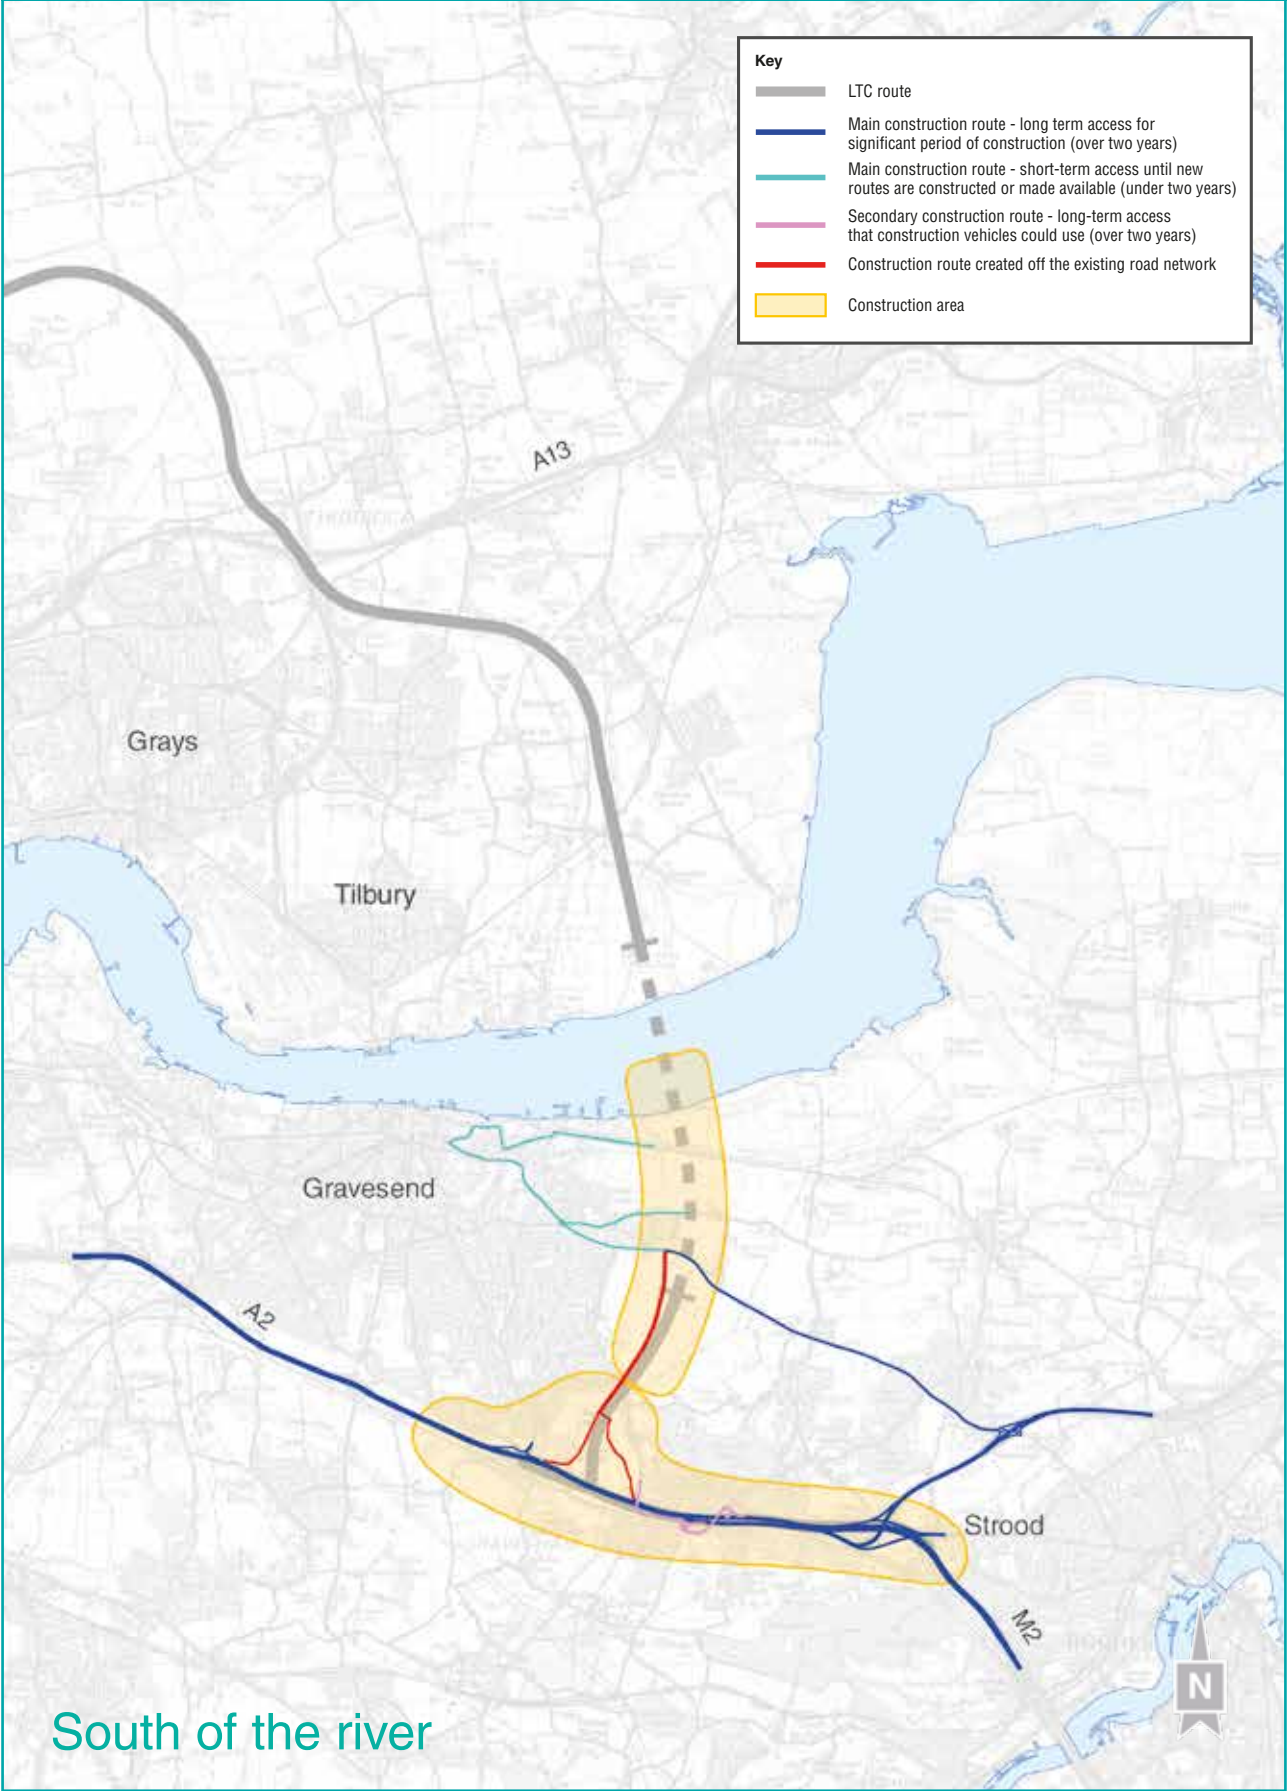 Key
LTC route
Main construction route - long term access for
significant period of construction (over two years)
Main construction route - short-term access until new
routes are constructed or made available (under two years)
Secondary construction route - long-term access
that construction vehicles could use (over two years)
Construction route created off the existing road network
Construction area
A13
Grays
Tilbury
Gravesend
A2
Strood
M2
N
South of the river